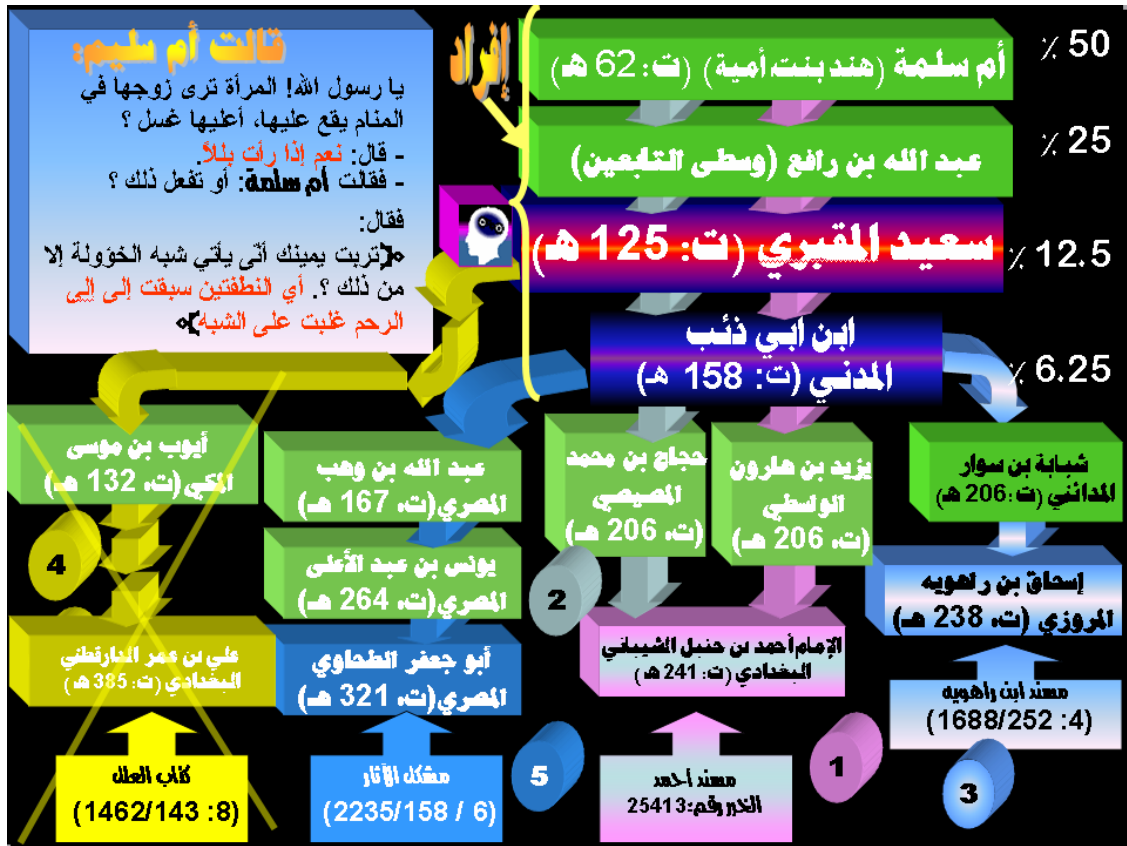 قالت أم سليم:
يا رسول الله! المرأة ترى زوجها في
المنام يقع عليها، أعليها غسل ؟
- قال: نعم إذا رأت بللاً.
- فقالت أم سلمة: أو تفعل ذلك ؟
فقال:
تربت يمينك أنّى يأتي شبه الخؤولة إلا
من ذلك ؟. أي النطفتين سبقت إلى إلى
الرحم غلبت على الشبه
إفراد
أم سلمة (هند بنت أمية) (ت: 62 هـ)
٪ 50
عبد الله بن رافع (وسطى التابعين)
٪ 25
سعيد المقبري (ت: 125 هـ)
٪ 12.5
ابن أبي ذئب
المدني (ت: 158 هـ)
٪ 6.25
شبابة بن سوار
المدائني (ت: 206 هـ)
يزيد بن هارون
الوسطي
(ت، 206 هـ)
حجاج بن محمد
المصيصي
(ت، 206 هـ)
عبد الله بن وهب
المصري (ت، 167 هـ)
أيوب بن موسى
المكي (ت، 132 هـ)
إسحاق بن راهويه
المروزي (ت، 238 هـ)
يونس بن عبد الأعلى
المصري (ت، 264 هـ)
2
4
الإمام أحمد بن حنبل الشيباني
البغدادي (ت: 241 هـ)
أبو جعفر الطحاوي
المصري (ت، 321 هـ)
علي بن عمر الدارقطني
البغدادي (ت: 385 هـ)
مسند ابن راهويه
(4: 1688/252)
3
1
مسند أحمد
الخبر رقم: 25413
5
مشكل الآثار
(6 / 2235/158)
كتاب العلل
(8: 1462/143)